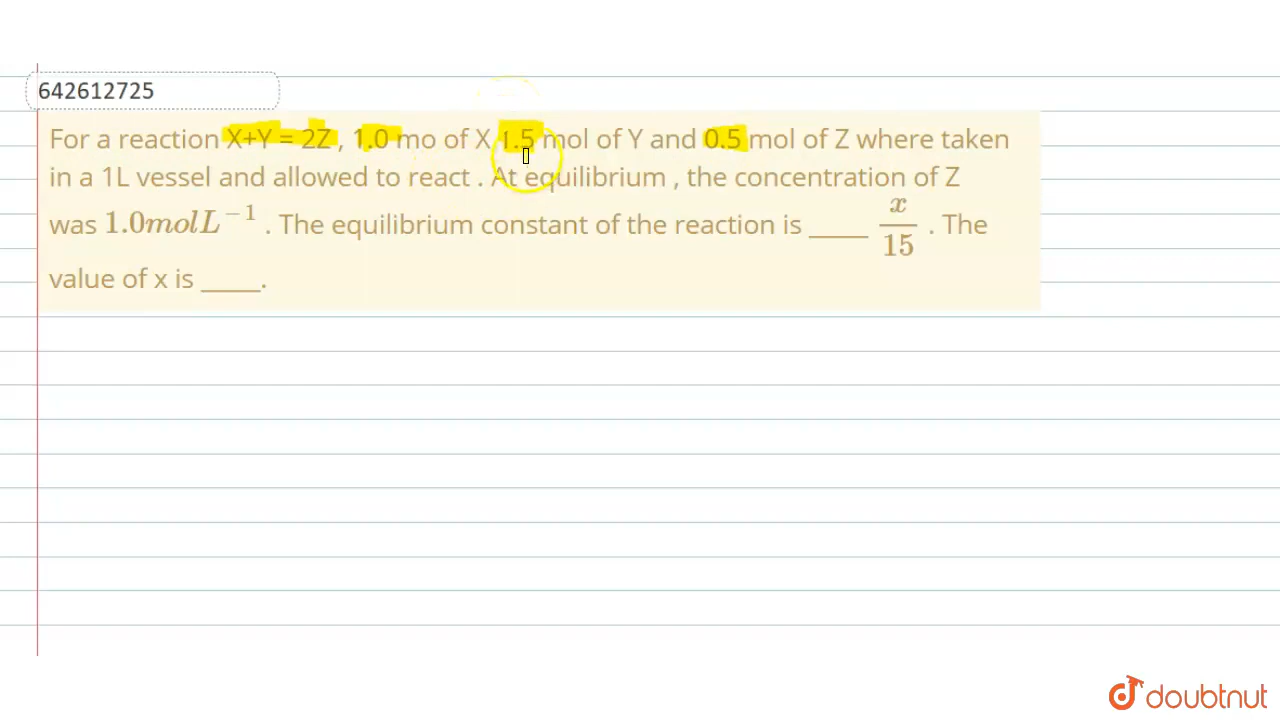 642612725
For a reaction X+Y = 2Z , 1.0 mo of X 1.5 mol of Y and 0.5 mol of Z where taken
in a 1L vessel and allowed to react . At equilibrium , the concentration of Z
was 1.0molL⁻¹ . The equilibrium constant of the reaction is ____ x/15 . The
value of x is ____.
doubtnut